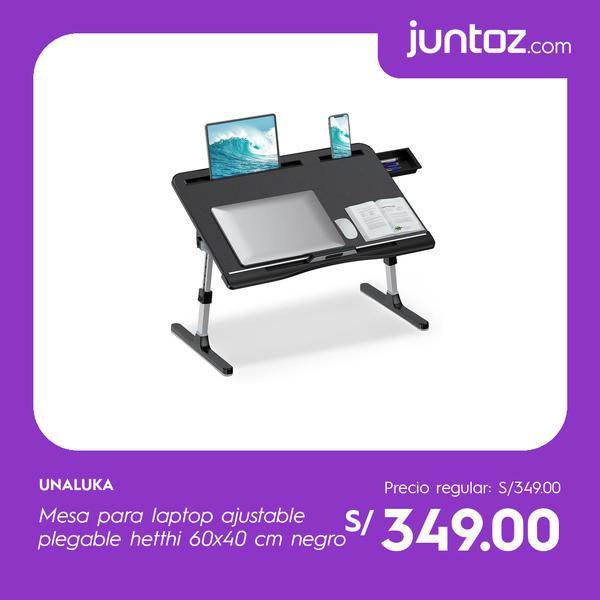 juntoz.com
UNALUKA
Mesa para laptop ajustable
plegable hetthi 60x40 cm negro
Precio regular: S/349.00
S/ 349.00